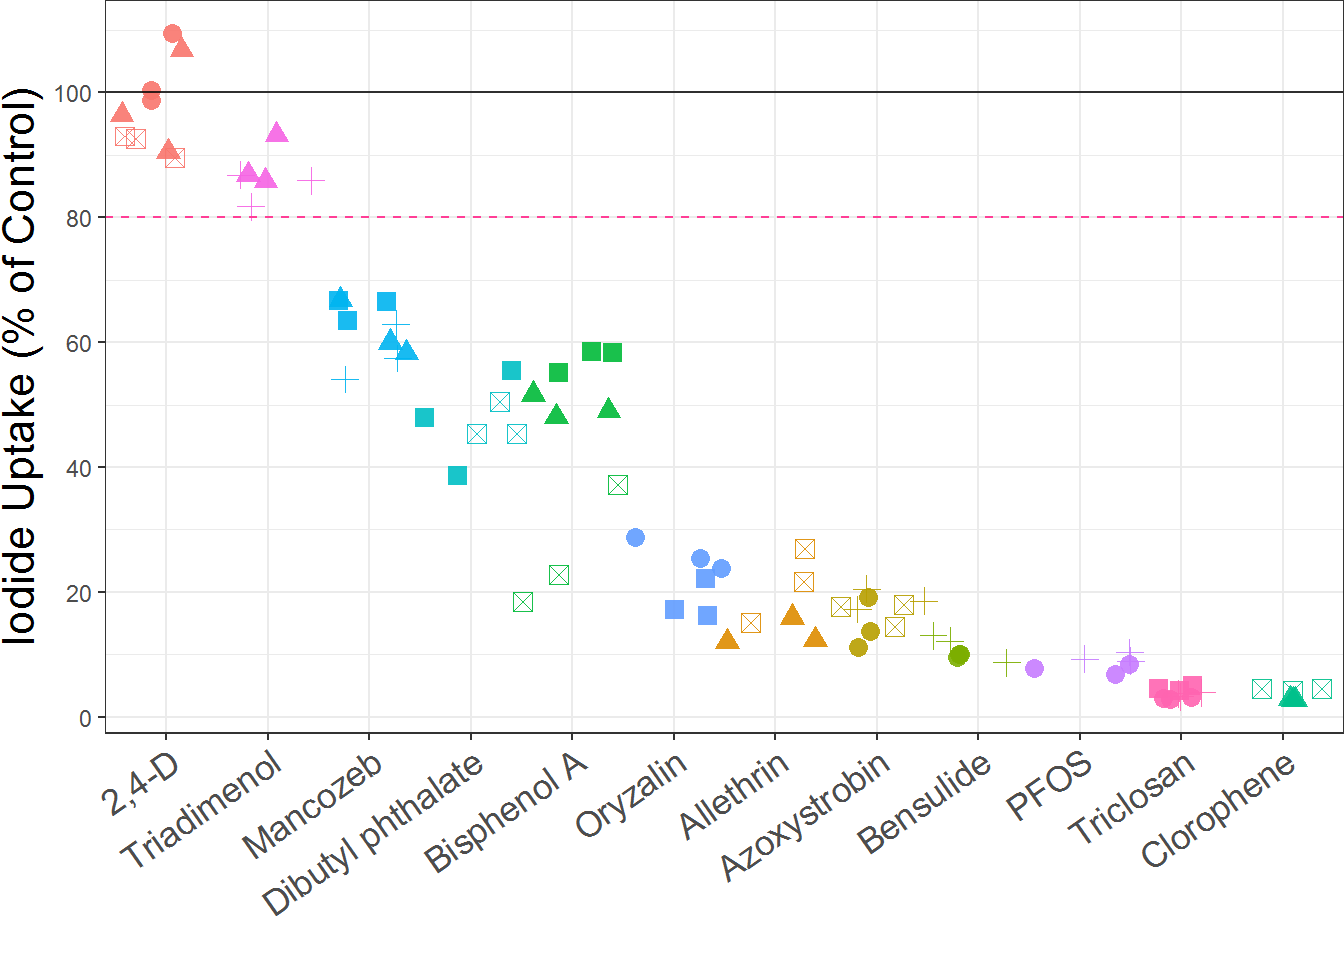 Iodide Uptake (% of Control)
100
80
60
40
20
0
2,4-D
Triadimenol
Mancozeb
Dibutyl phthalate
Bisphenol A
Oryzalin
Allethrin
Azoxystrobin
Bensulide
PFOS
Triclosan
Clorophene